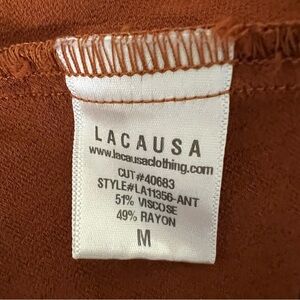 LACAUSA
www.lacausaclothing.com
CUT#40683
STYLE#LA11356-ANT
51% VISCOSE
49% RAYON
M